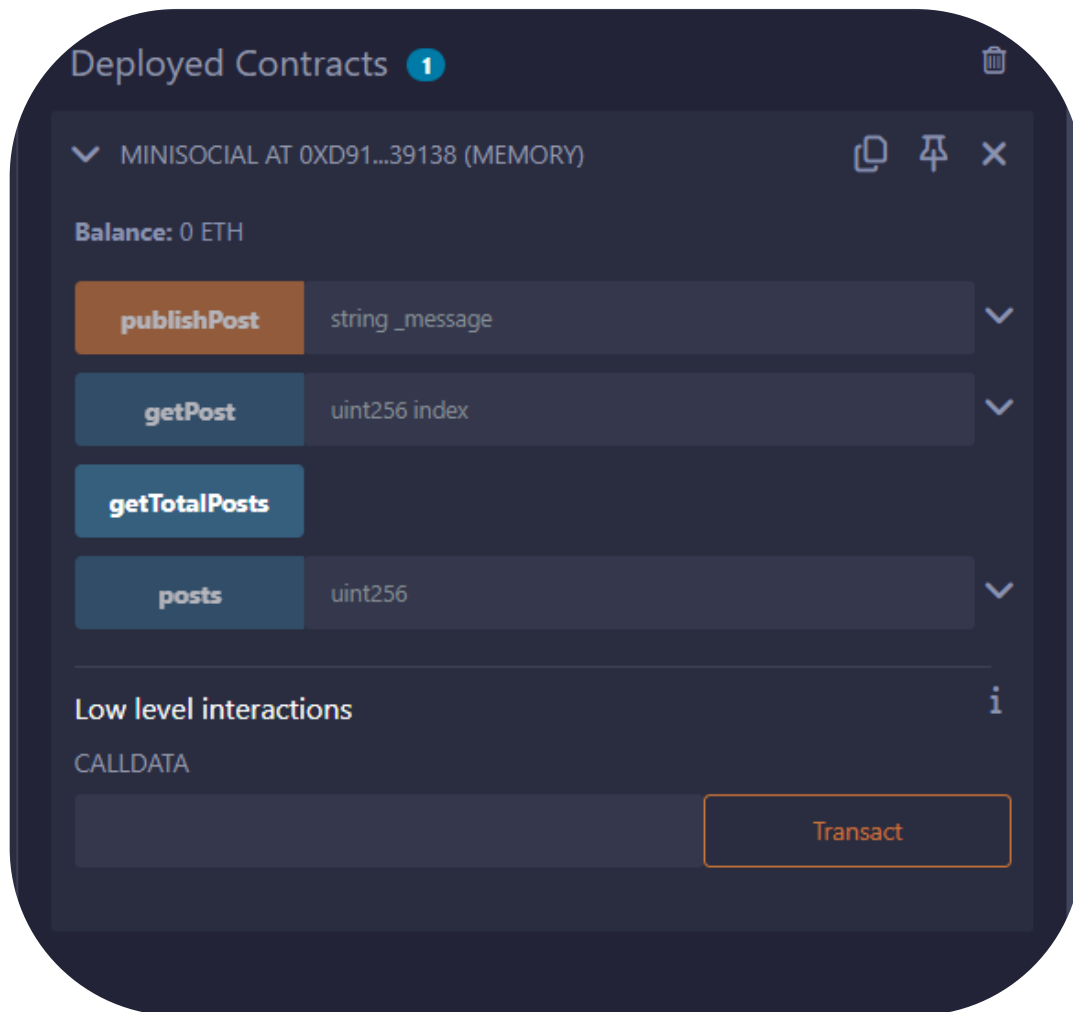 Deployed Contracts 1
MINISOCIAL AT 0XD91...39138 (MEMORY)
Balance: 0 ETH
publishPost string _message
getPost uint256 index
getTotalPosts
posts uint256
Low level interactions i
CALLDATA
Transact